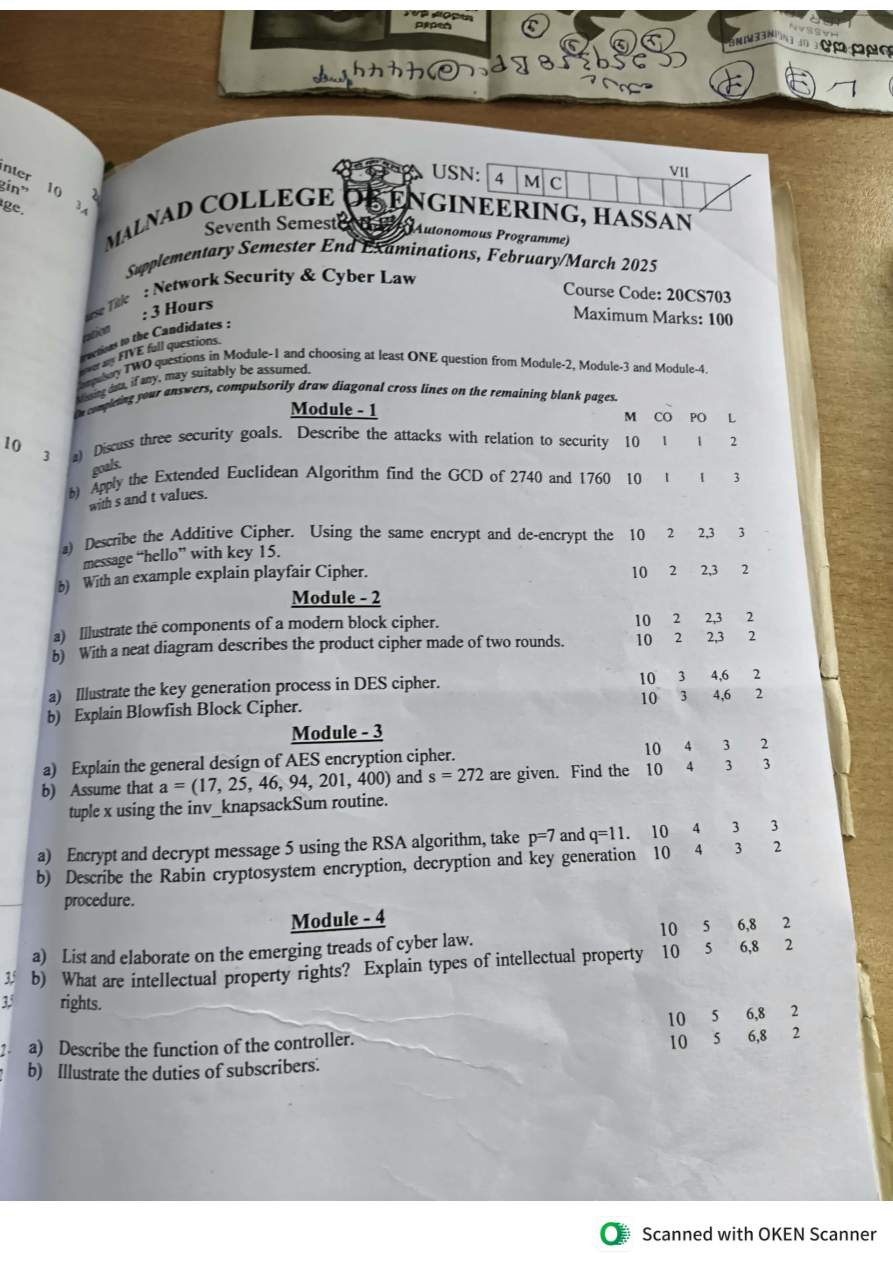 USN: 4 M C
VII
MALNAD COLLEGE OF ENGINEERING, HASSAN
(Autonomous Programme)
Supplementary Semester End Examinations, February/March 2025
: Network Security & Cyber Law
Course Code: 20CS703
: 3 Hours
Maximum Marks: 100
to the Candidates :
FIVE full questions.
TWO questions in Module-1 and choosing at least ONE question from Module-2, Module-3 and Module-4.
data, if any, may suitably be assumed.
completing your answers, compulsorily draw diagonal cross lines on the remaining blank pages.
Module - 1
M CO PO L
a) Discuss three security goals. Describe the attacks with relation to security 10 1 1 2
goals.
b) Apply the Extended Euclidean Algorithm find the GCD of 2740 and 1760 10 1 1 3
with s and t values.
a) Describe the Additive Cipher. Using the same encrypt and de-encrypt the 10 2 2,3 3
message “hello” with key 15.
b) With an example explain playfair Cipher. 10 2 2,3 2
Module - 2
a) Illustrate the components of a modern block cipher. 10 2 2,3 2
b) With a neat diagram describes the product cipher made of two rounds. 10 2 2,3 2
a) Illustrate the key generation process in DES cipher. 10 3 4,6 2
b) Explain Blowfish Block Cipher. 10 3 4,6 2
Module - 3
a) Explain the general design of AES encryption cipher. 10 4 3 2
b) Assume that a = (17, 25, 46, 94, 201, 400) and s = 272 are given. Find the 10 4 3 3
tuple x using the inv_knapsackSum routine.
a) Encrypt and decrypt message 5 using the RSA algorithm, take p=7 and q=11. 10 4 3 3
b) Describe the Rabin cryptosystem encryption, decryption and key generation 10 4 3 2
procedure.
Module - 4
a) List and elaborate on the emerging treads of cyber law. 10 5 6,8 2
b) What are intellectual property rights? Explain types of intellectual property 10 5 6,8 2
rights.
a) Describe the function of the controller. 10 5 6,8 2
b) Illustrate the duties of subscribers. 10 5 6,8 2
Scanned with OKEN Scanner